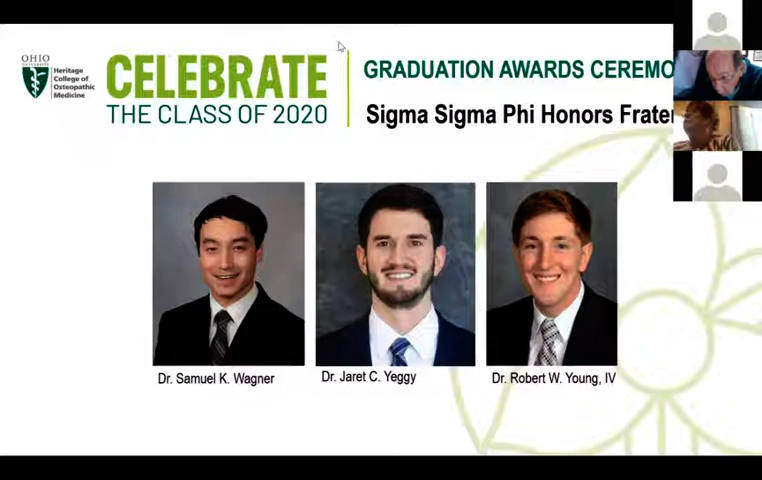 OHIO
UNIVERSITY
Heritage
College of
Osteopathic
Medicine
CELEBRATE
THE CLASS OF 2020
GRADUATION AWARDS CEREMO
Sigma Sigma Phi Honors Frater
Dr. Samuel K. Wagner
Dr. Jaret C. Yeggy
Dr. Robert W. Young, IV